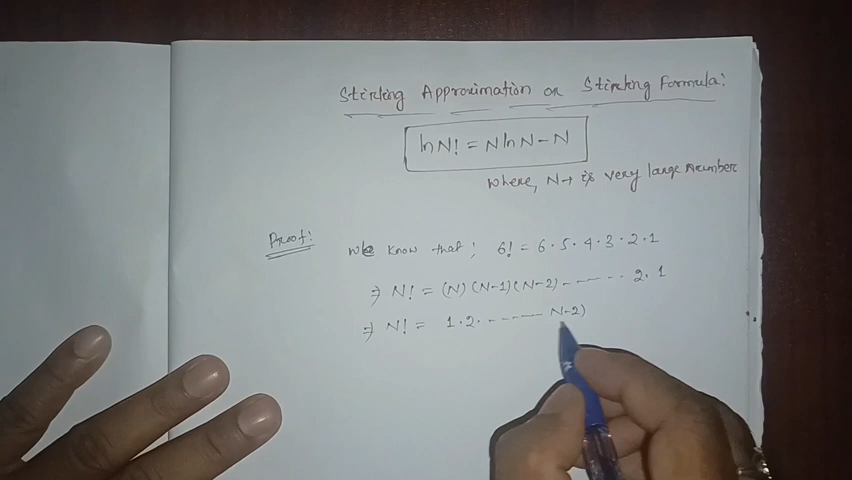 Stirling Approximation or Stirling Formula:
ln N! = N ln N - N
where, N → is very large number
Proof:
We know that; 6! = 6 · 5 · 4 · 3 · 2 · 1
⇒ N! = (N) (N-1) (N-2) - - - - - - 2 · 1
⇒ N! = 1 · 2 · - - - - - N-2)